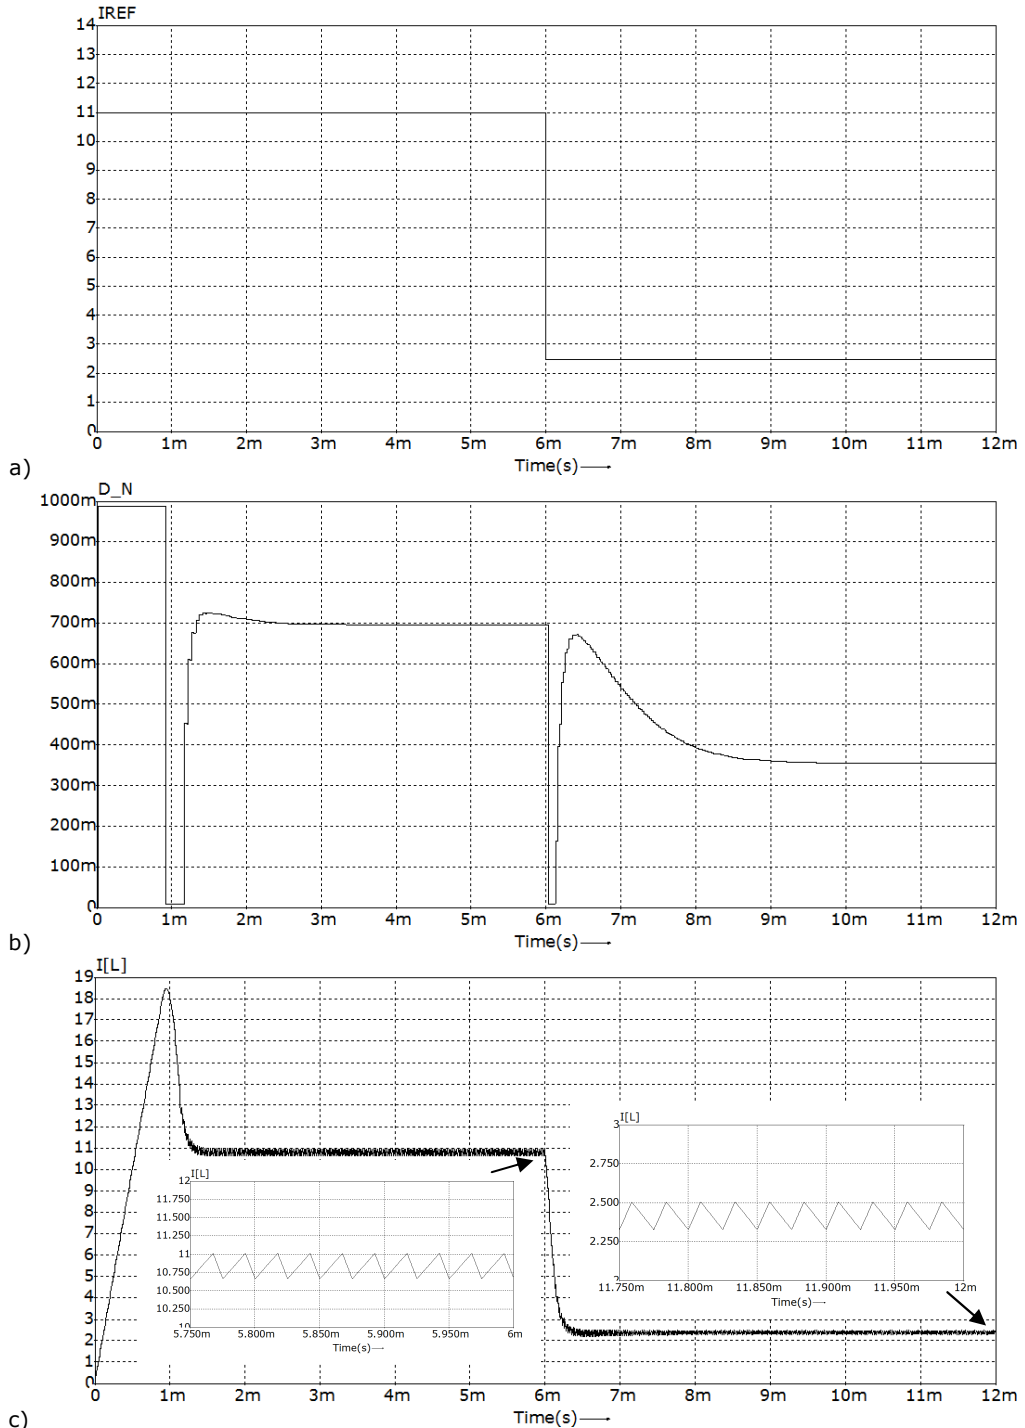 IREF
14
13
12
11
10
9
8
7
6
5
4
3
2
1
0
0 1m 2m 3m 4m 5m 6m 7m 8m 9m 10m 11m 12m
Time(s)
a)
D_N
1000m
900m
800m
700m
600m
500m
400m
300m
200m
100m
0
0 1m 2m 3m 4m 5m 6m 7m 8m 9m 10m 11m 12m
Time(s)
b)
I[L]
19
18
17
16
15
14
13
12
11
10
9
8
7
6
5
4
3
2
1
0
I[L]
12
11.750
11.500
11.250
11
10.750
10.500
10.250
10
5.750m 5.800m 5.850m 5.900m 5.950m 6m
Time(s)
I[L]
3
2.750
2.500
2.250
2
11.750m 11.800m 11.850m 11.900m 11.950m 12m
Time(s)
0 1m 2m 3m 4m 5m 6m 7m 8m 9m 10m 11m 12m
Time(s)
c)